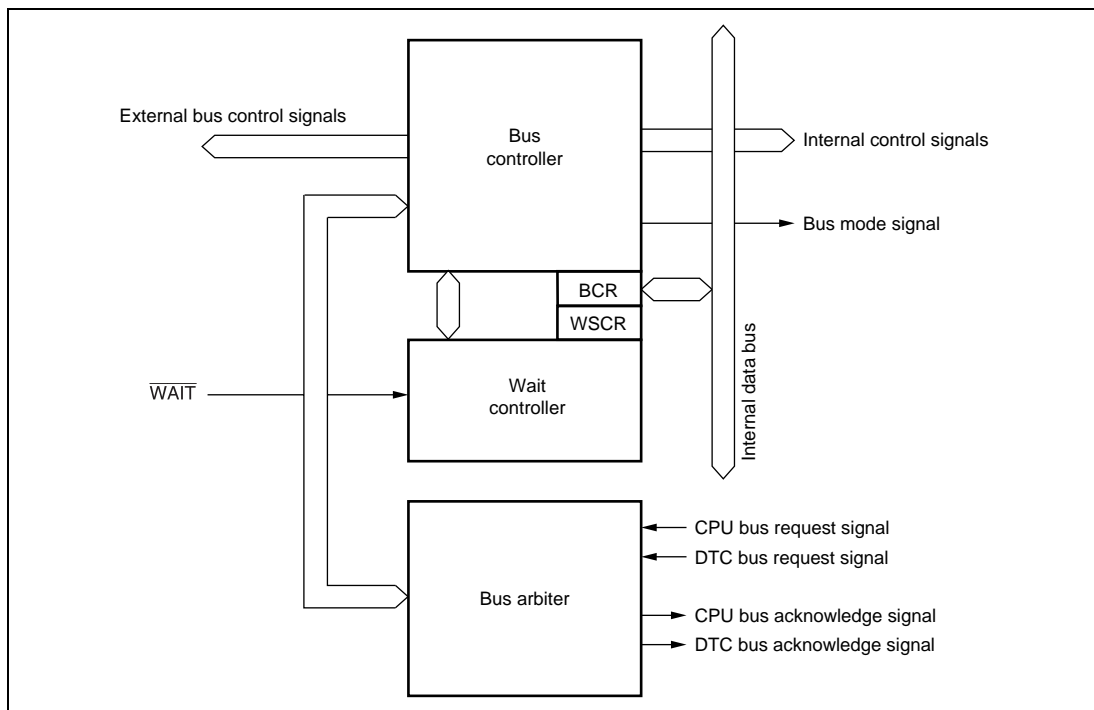 External bus control signals
Bus
controller
Internal control signals
Bus mode signal
BCR
WSCR
Internal data bus
WAIT
Wait
controller
CPU bus request signal
DTC bus request signal
Bus arbiter
CPU bus acknowledge signal
DTC bus acknowledge signal